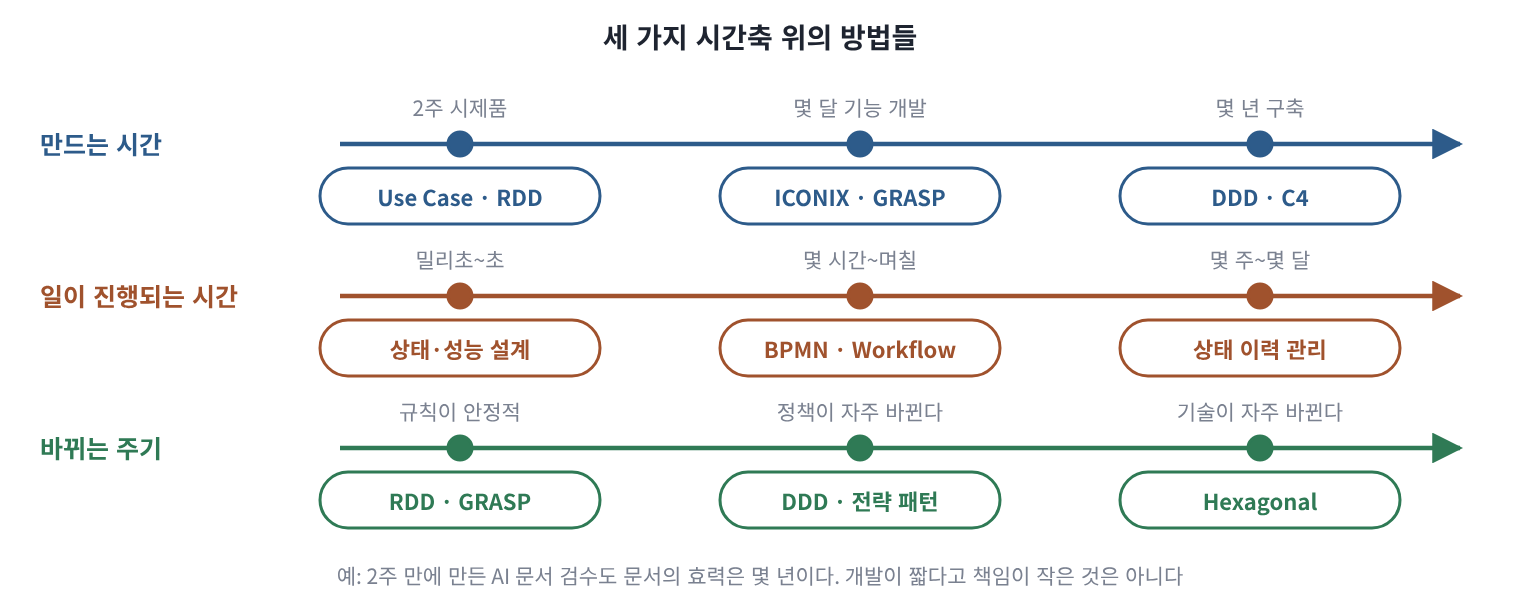 세 가지 시간축 위의 방법들
2주 시제품
몇 달 기능 개발
몇 년 구축
만드는 시간
Use Case · RDD
ICONIX · GRASP
DDD · C4
밀리초~초
몇 시간~며칠
몇 주~몇 달
일이 진행되는 시간
상태·성능 설계
BPMN · Workflow
상태 이력 관리
규칙이 안정적
정책이 자주 바뀐다
기술이 자주 바뀐다
바뀌는 주기
RDD · GRASP
DDD · 전략 패턴
Hexagonal
예: 2주 만에 만든 AI 문서 검수도 문서의 효력은 몇 년이다. 개발이 짧다고 책임이 작은 것은 아니다